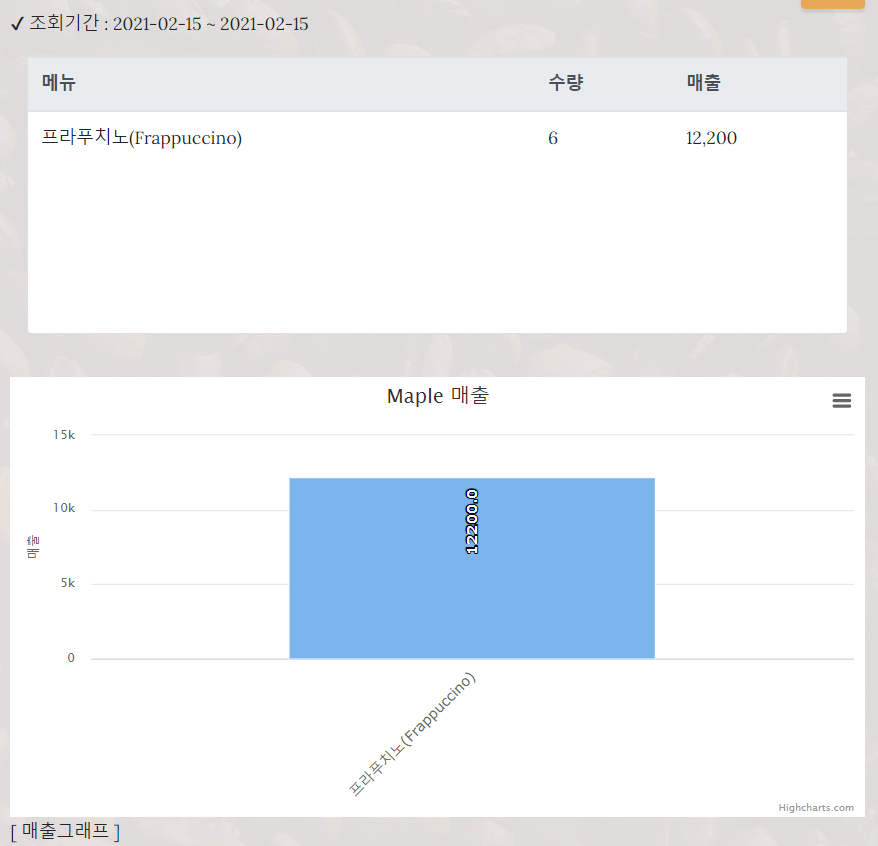 ✓ 조회기간 : 2021-02-15 ~ 2021-02-15
메뉴 수량 매출
프라푸치노(Frappuccino) 6 12,200
Maple 매출
15k
10k
5k
0
매출
12200.0
프라푸치노(Frappuccino)
Highcharts.com
[ 매출그래프 ]